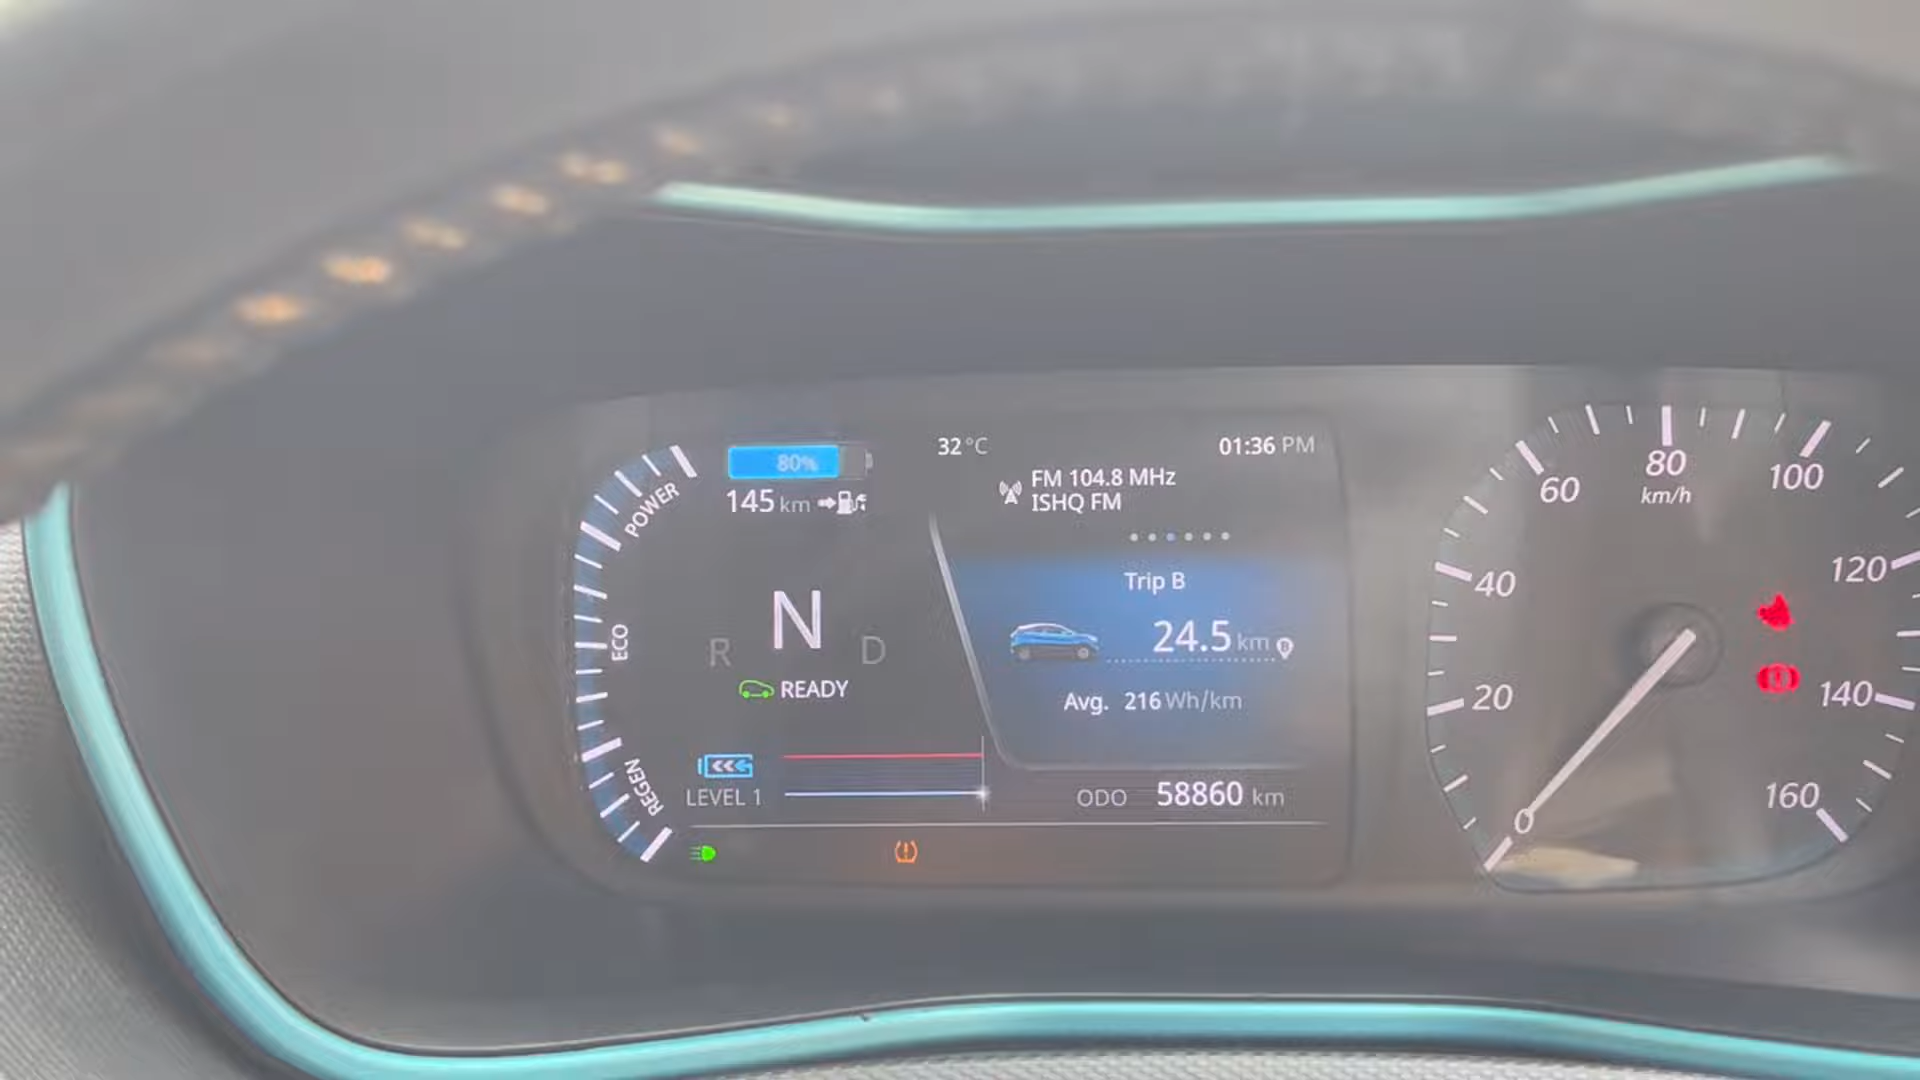 80%
145 km
32 °C
01:36 PM
FM 104.8 MHz
ISHQ FM
POWER
ECO
REGEN
R N D
READY
LEVEL 1
Trip B
24.5 km
B
Avg. 216 Wh/km
ODO 58860 km
0
20
40
60
80
km/h
100
120
140
160